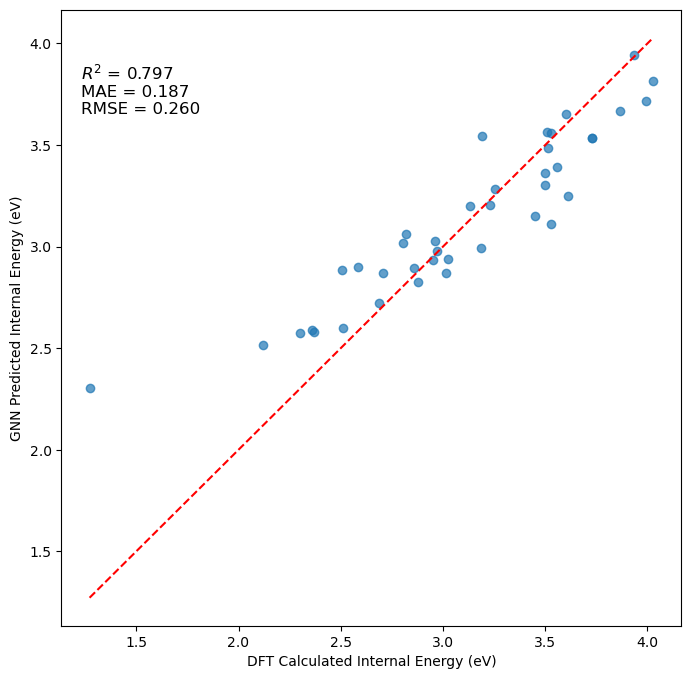 R² = 0.797
MAE = 0.187
RMSE = 0.260
4.0
3.5
3.0
2.5
2.0
1.5
GNN Predicted Internal Energy (eV)
1.5 2.0 2.5 3.0 3.5 4.0
DFT Calculated Internal Energy (eV)